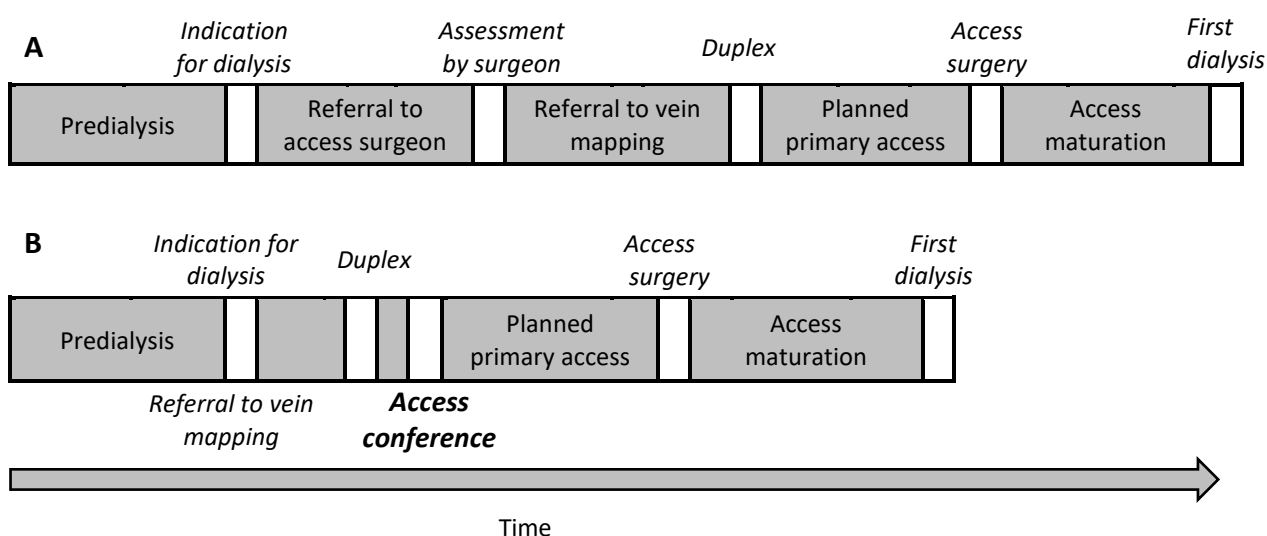 A
Indication
for dialysis
Assessment
by surgeon
Duplex
Access
surgery
First
dialysis
Predialysis
Referral to
access surgeon
Referral to vein
mapping
Planned
primary access
Access
maturation
B
Indication for
dialysis
Duplex
Access
surgery
First
dialysis
Predialysis
Planned
primary access
Access
maturation
Referral to vein
mapping
Access
conference
Time